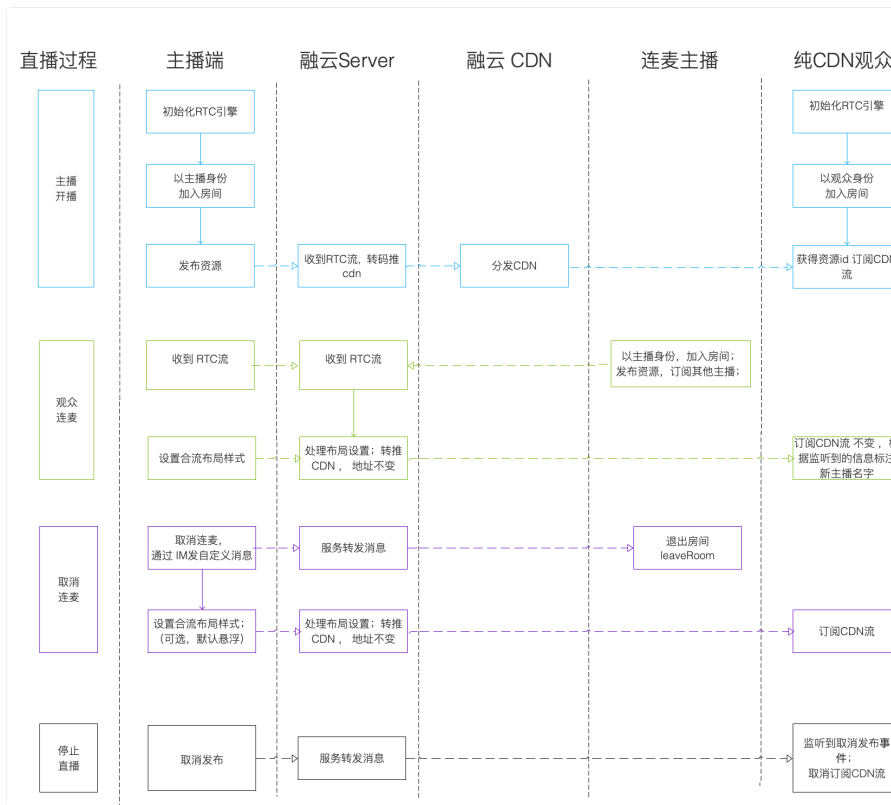 直播过程
主播端
融云Server
融云 CDN
连麦主播
纯CDN观众
主播
开播
初始化RTC引擎
初始化RTC引擎
以主播身份
加入房间
以观众身份
加入房间
发布资源
收到RTC流，转码推
cdn
分发CDN
获得资源id 订阅CDN
流
观众
连麦
收到 RTC流
收到 RTC流
以主播身份，加入房间；
发布资源，订阅其他主播；
设置合流布局样式
处理布局设置；转推
CDN ， 地址不变
订阅CDN流 不变 ，
据监听到的信息标注
新主播名字
取消
连麦
取消连麦，
通过 IM发自定义消息
服务转发消息
退出房间
leaveRoom
设置合流布局样式；
（可选，默认悬浮）
处理布局设置；转推
CDN ， 地址不变
订阅CDN流
停止
直播
取消发布
服务转发消息
监听到取消发布事
件；
取消订阅CDN流